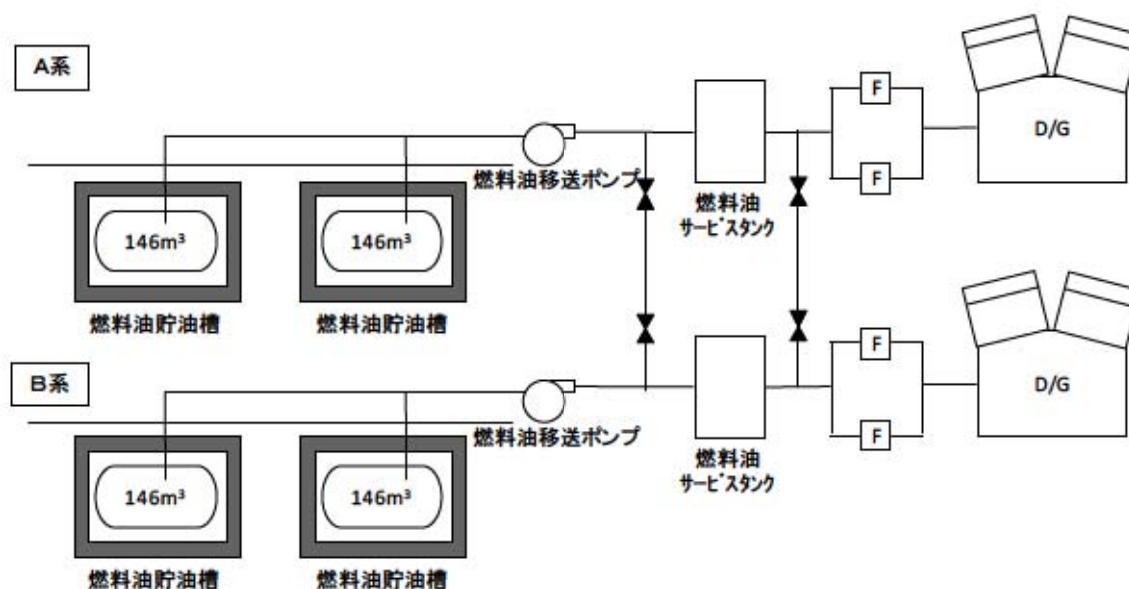 A系
F
D/G
F
燃料油移送ポンプ
燃料油
サービスタンク
146m³
146m³
燃料油貯油槽
燃料油貯油槽
B系
F
D/G
F
燃料油移送ポンプ
燃料油
サービスタンク
146m³
146m³
燃料油貯油槽
燃料油貯油槽